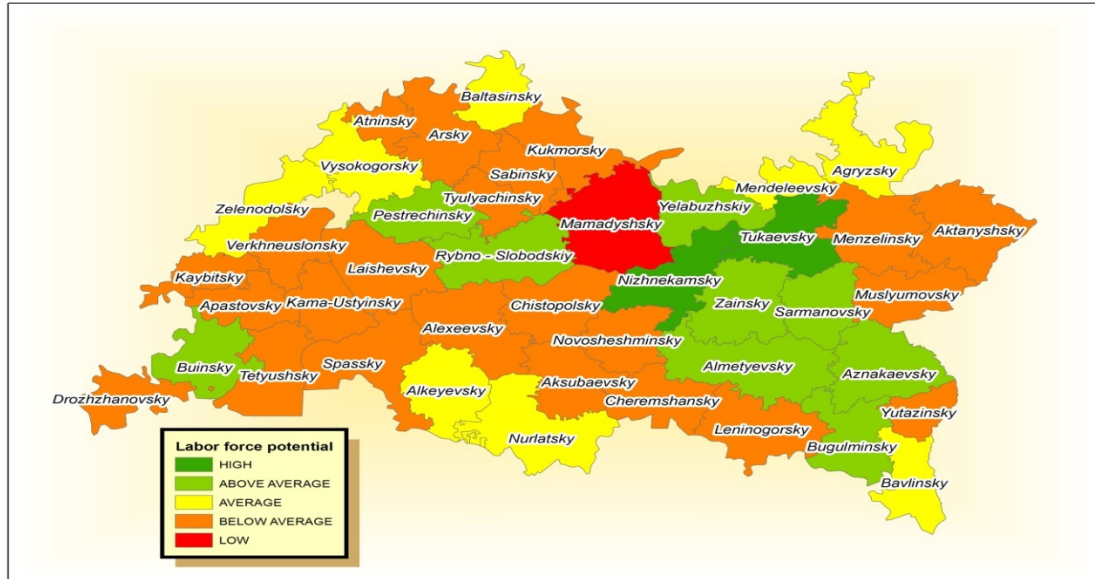 Baltasinsky
Atninsky
Arsky
Kukmorsky
Vysokogorsky
Sabinsky
Agryzsky
Mendeleevsky
Tyulyachinsky
Zelenodolsky
Pestrechinsky
Mamadyshsky
Yelabuzhskiy
Tukaevsky
Menzelinsky
Aktanyshsky
Verkhneuslonsky
Rybno - Slobodskiy
Laishevsky
Kaybitsky
Nizhnekamsky
Muslyumovsky
Apastovsky
Kama-Ustyinsky
Chistopolsky
Zainsky
Sarmanovsky
Alexeevsky
Novosheshminsky
Buinsky
Tetyushsky
Spassky
Almetyevsky
Aznakaevsky
Drozhzhanovsky
Alkeyevsky
Aksubaevsky
Cheremshansky
Yutazinsky
Leninogorsky
Nurlatsky
Bugulminsky
Bavlinsky
Labor force potential
HIGH
ABOVE AVERAGE
AVERAGE
BELOW AVERAGE
LOW